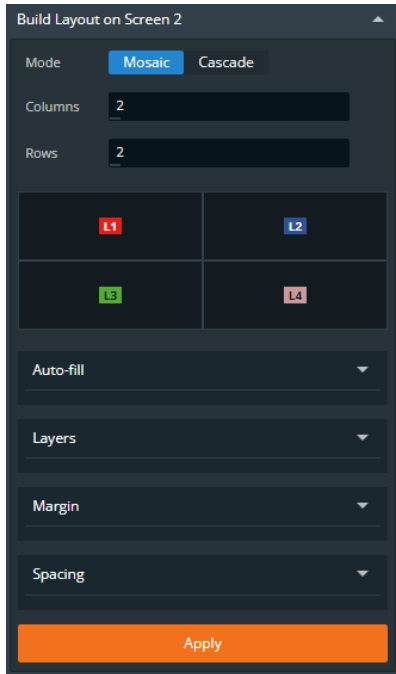 Build Layout on Screen 2
Mode Mosaic Cascade
Columns 2
Rows 2
L1 L2
L3 L4
Auto-fill
Layers
Margin
Spacing
Apply